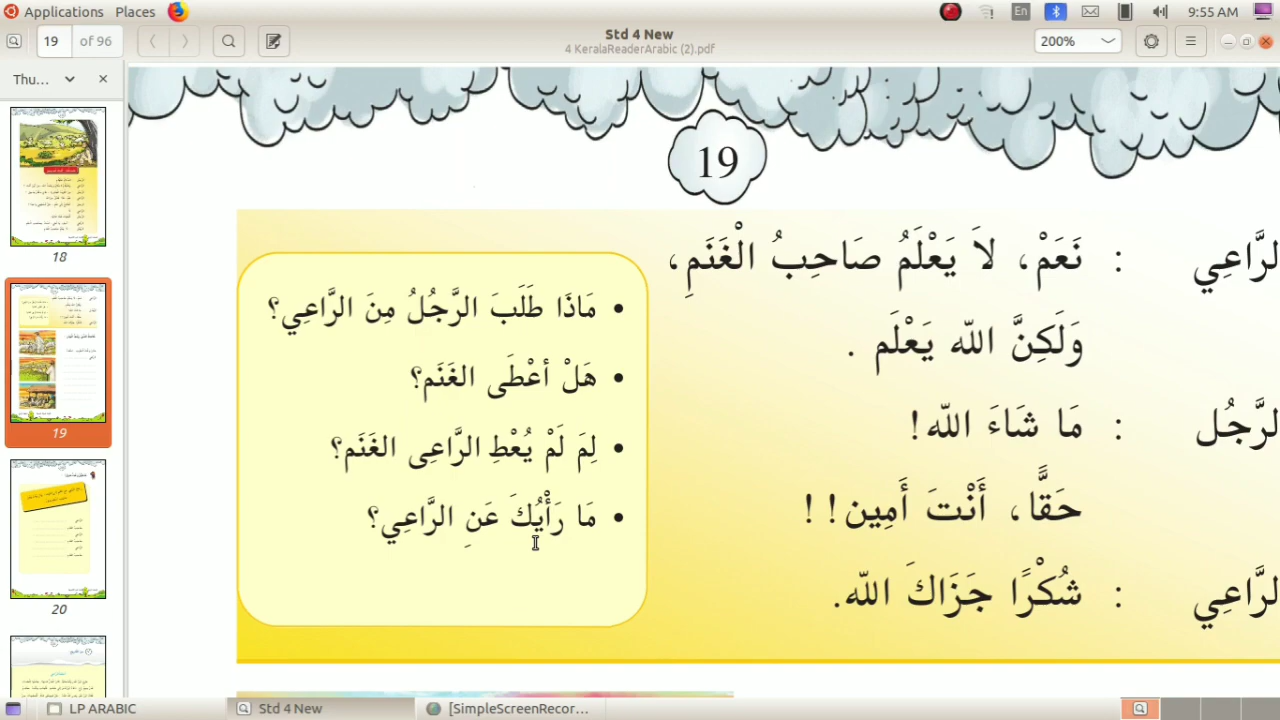 Applications Places En 9:55 AM
19 of 96
Std 4 New
4 KeralaReaderArabic (2).pdf
200%
Thu...
18
19
20
19
الرَّاعِي : نَعَمْ، لاَ يَعْلَمُ صَاحِبُ الْغَنَمِ،
وَلَكِنَّ اللّه يَعْلَم .
الرَّجُل : مَا شَاءَ اللّه!
حَقًّا، أَنْتَ أَمِين! !
الرَّاعِي : شُكْرًا جَزَاكَ اللّه.
• مَاذَا طَلَبَ الرَّجُلُ مِنَ الرَّاعِي؟
• هَلْ أعْطَى الغَنَم؟
• لِمَ لَمْ يُعْطِ الرَّاعِى الغَنَم؟
• مَا رَأْيُكَ عَنِ الرَّاعِي؟
LP ARABIC
Std 4 New
[SimpleScreenRecor...